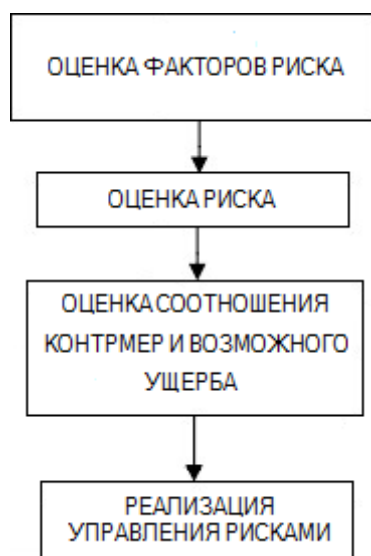 ОЦЕНКА ФАКТОРОВ РИСКА
ОЦЕНКА РИСКА
ОЦЕНКА СООТНОШЕНИЯ
КОНТРМЕР И ВОЗМОЖНОГО
УЩЕРБА
РЕАЛИЗАЦИЯ
УПРАВЛЕНИЯ РИСКАМИ